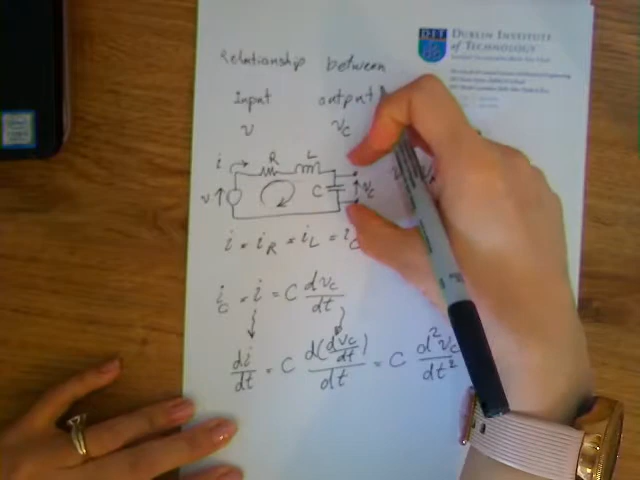 DIT
DUBLIN INSTITUTE
of TECHNOLOGY
Relationship between
Input output
v v_C
i R L
v C v_C
i = i_R = i_L = i_C
i_C = i = C dv_C/dt
di/dt = C d(dv_C/dt)/dt = C d²v_C/dt²